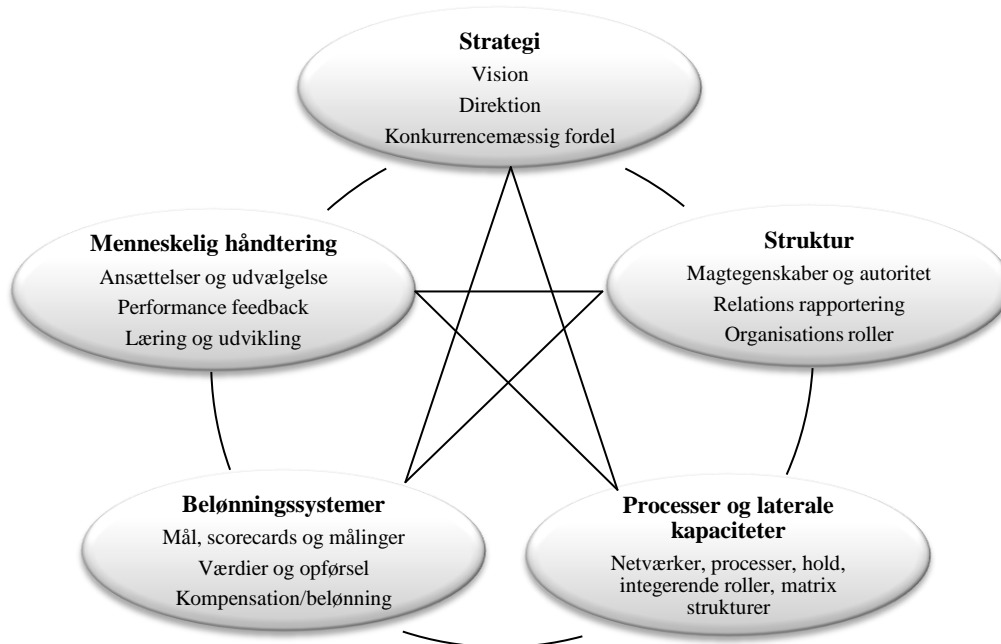 Strategi
Vision
Direktion
Konkurrencemæssig fordel
Menneskelig håndtering
Ansættelser og udvælgelse
Performance feedback
Læring og udvikling
Struktur
Magtegenskaber og autoritet
Relations rapportering
Organisations roller
Belønningssystemer
Mål, scorecards og målinger
Værdier og opførsel
Kompensation/belønning
Processer og laterale
kapaciteter
Netværker, processer, hold,
integerende roller, matrix
strukturer